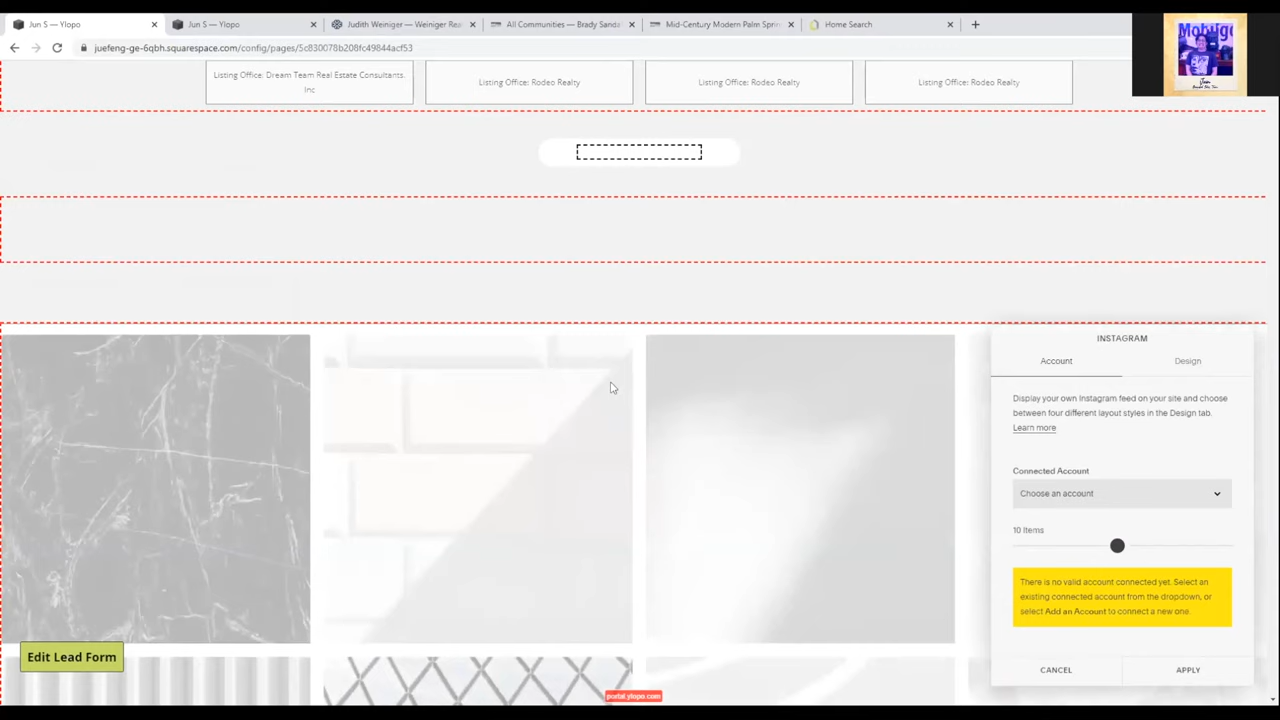 Jun S — Ylopo
Jun S — Ylopo
Judith Weiniger — Weiniger Rea
All Communities — Brady Sanda
Mid-Century Modern Palm Sprin
Home Search
juefeng-ge-6qbh.squarespace.com/config/pages/5c830078b208fc49844acf53
Listing Office: Dream Team Real Estate Consultants.
Inc
Listing Office: Rodeo Realty
Listing Office: Rodeo Realty
Listing Office: Rodeo Realty
INSTAGRAM
Account
Design
Display your own Instagram feed on your site and choose
between four different layout styles in the Design tab.
Learn more
Connected Account
Choose an account
10 Items
There is no valid account connected yet. Select an
existing connected account from the dropdown, or
select Add an Account to connect a new one.
CANCEL
APPLY
Edit Lead Form
portal.ylopo.com